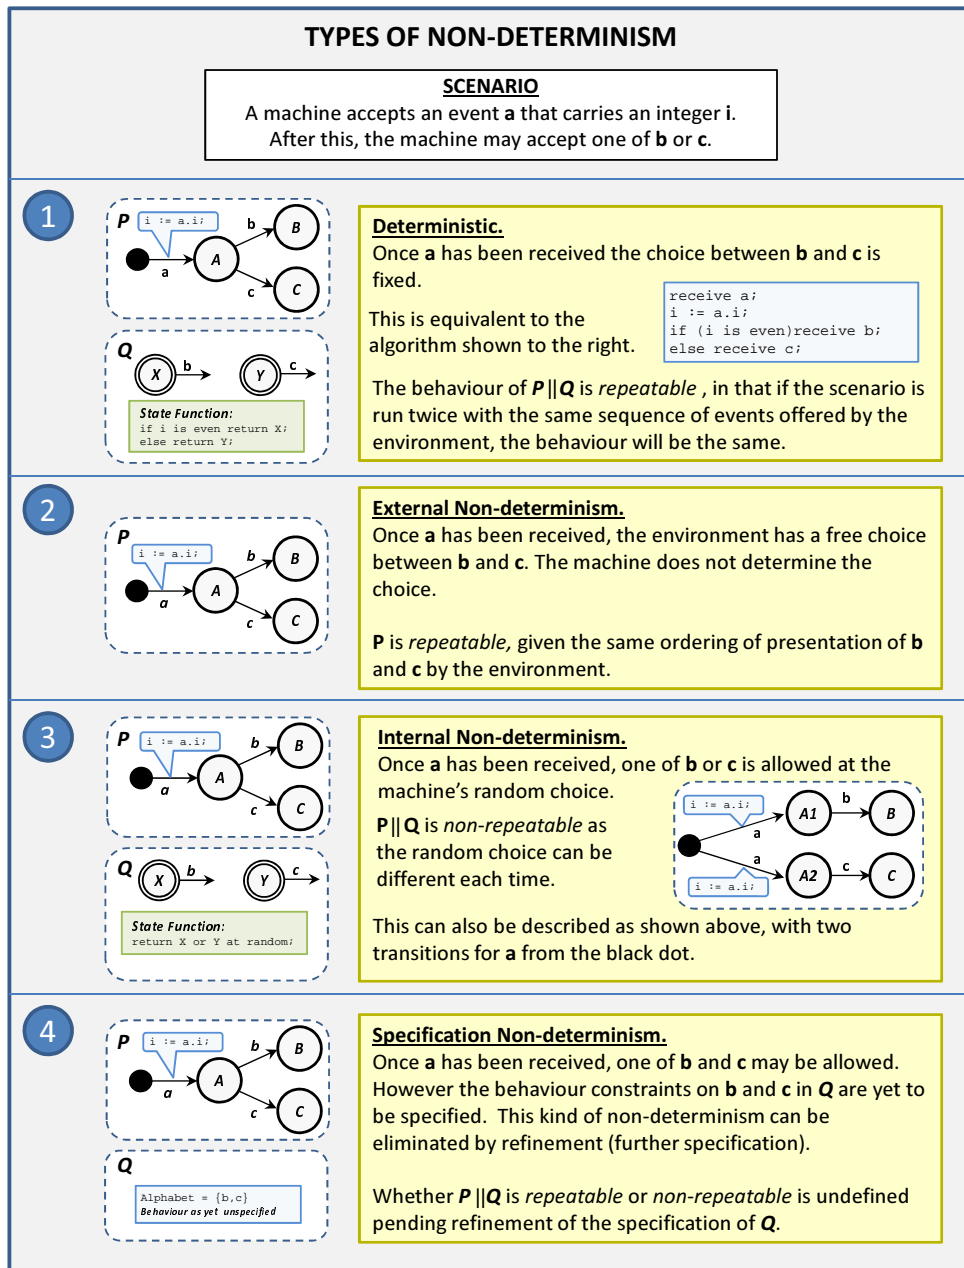 TYPES OF NON-DETERMINISM
SCENARIO
A machine accepts an event a that carries an integer i.
After this, the machine may accept one of b or c.
1
P
i := a.i;
a
A
b
B
c
C
Q
X
b
Y
c
State Function:
if i is even return X;
else return Y;
Deterministic.
Once a has been received the choice between b and c is
fixed.
This is equivalent to the
algorithm shown to the right.
receive a;
i := a.i;
if (i is even)receive b;
else receive c;
The behaviour of P||Q is repeatable , in that if the scenario is
run twice with the same sequence of events offered by the
environment, the behaviour will be the same.
2
P
i := a.i;
a
A
b
B
c
C
External Non-determinism.
Once a has been received, the environment has a free choice
between b and c. The machine does not determine the
choice.
P is repeatable, given the same ordering of presentation of b
and c by the environment.
3
P
i := a.i;
a
A
b
B
c
C
Q
X
b
Y
c
State Function:
return X or Y at random;
Internal Non-determinism.
Once a has been received, one of b or c is allowed at the
machine's random choice.
P||Q is non-repeatable as
the random choice can be
different each time.
i := a.i;
a
A1
b
B
a
A2
c
C
i := a.i;
This can also be described as shown above, with two
transitions for a from the black dot.
4
P
i := a.i;
a
A
b
B
c
C
Q
Alphabet = {b,c}
Behaviour as yet unspecified
Specification Non-determinism.
Once a has been received, one of b and c may be allowed.
However the behaviour constraints on b and c in Q are yet to
be specified. This kind of non-determinism can be
eliminated by refinement (further specification).
Whether P||Q is repeatable or non-repeatable is undefined
pending refinement of the specification of Q.